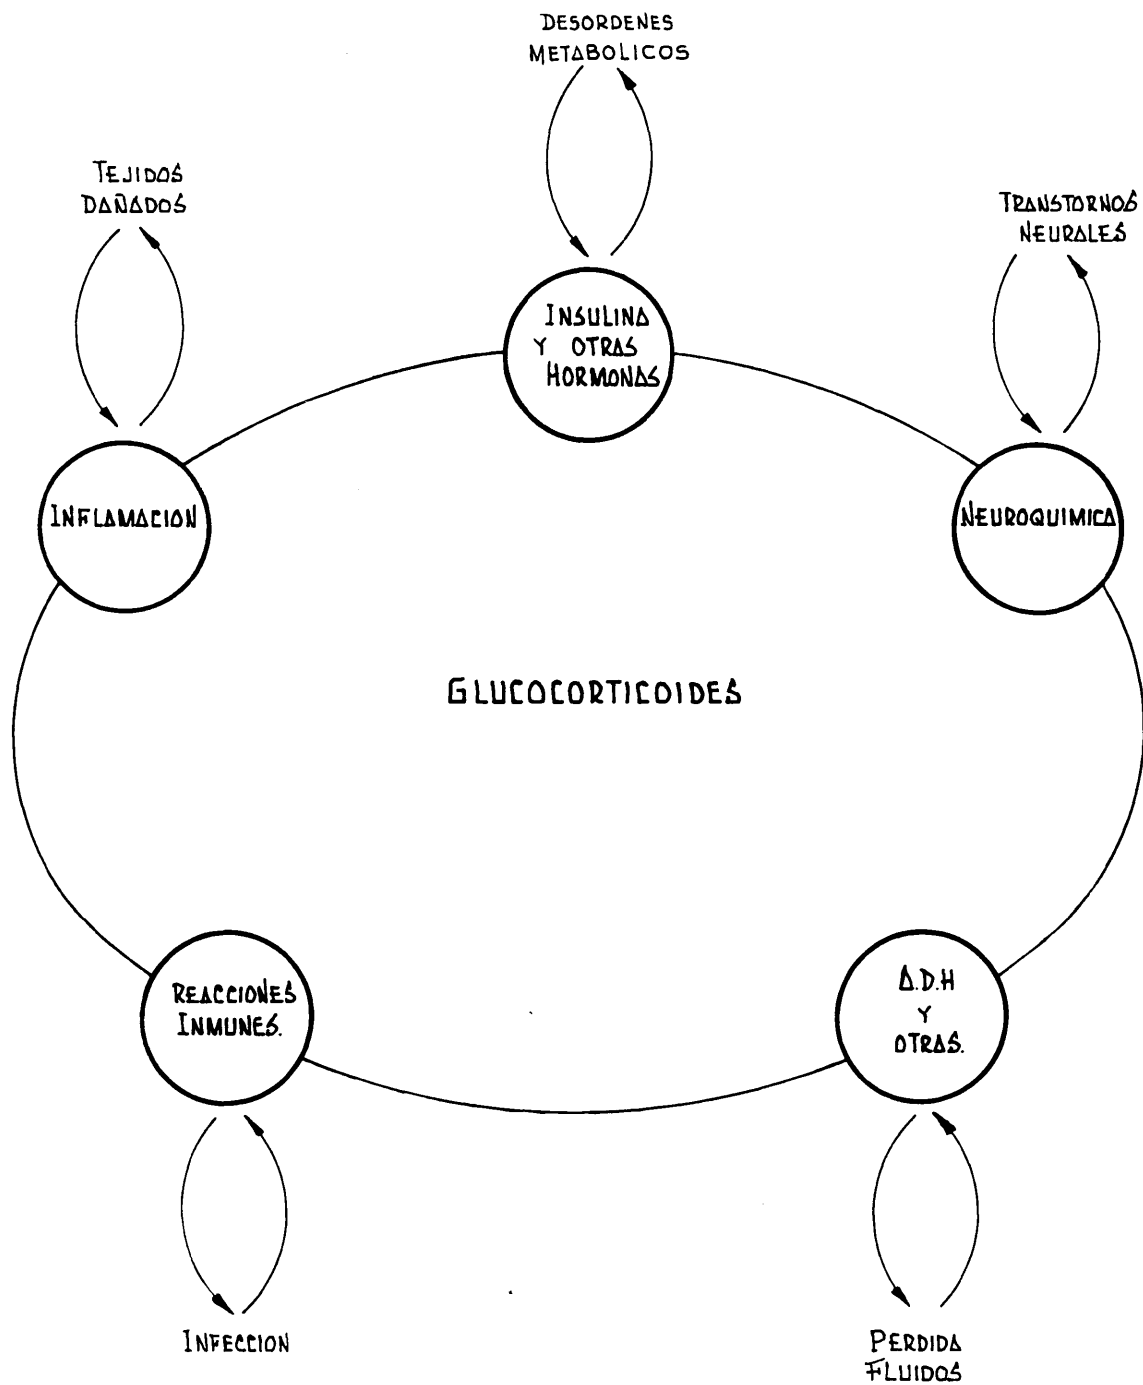 DESORDENES
METABOLICOS
TEJIDOS
DAÑADOS
TRANSTORNOS
NEURALES
INSULINA
Y OTRAS
HORMONAS
INFLAMACION
NEUROQUIMICA
GLUCOCORTICOIDES
REACCIONES
INMUNES.
A.D.H
Y
OTRAS.
INFECCION
PERDIDA
FLUIDOS